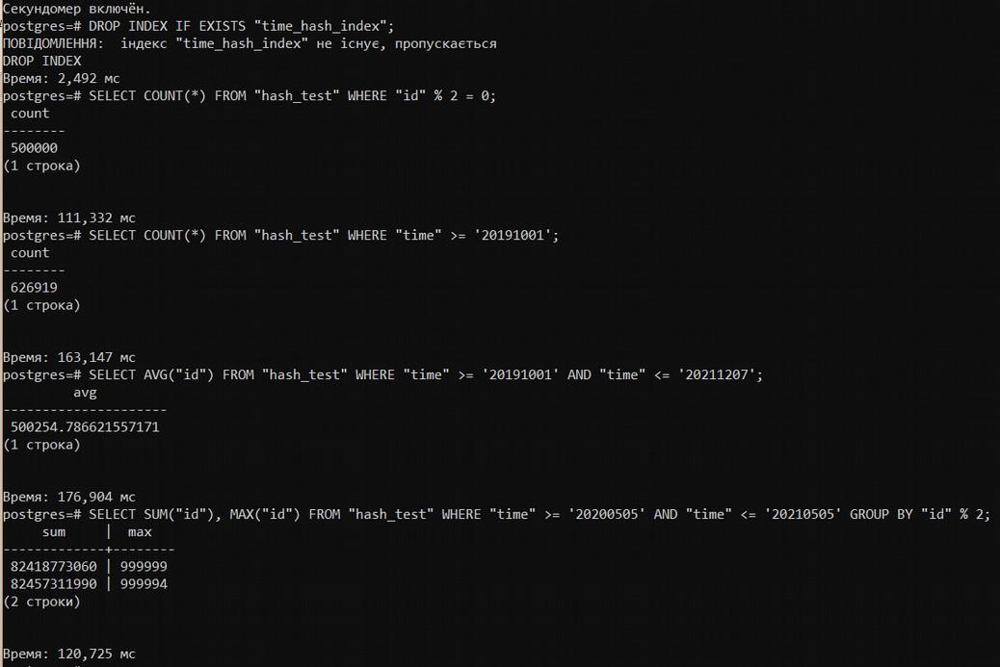 Секундомер включён.
postgres=# DROP INDEX IF EXISTS "time_hash_index";
ПОВІДОМЛЕННЯ:  індекс "time_hash_index" не існує, пропускається
DROP INDEX
Время: 2,492 мс
postgres=# SELECT COUNT(*) FROM "hash_test" WHERE "id" % 2 = 0;
 count
--------
 500000
(1 строка)
Время: 111,332 мс
postgres=# SELECT COUNT(*) FROM "hash_test" WHERE "time" >= '20191001';
 count
--------
 626919
(1 строка)
Время: 163,147 мс
postgres=# SELECT AVG("id") FROM "hash_test" WHERE "time" >= '20191001' AND "time" <= '20211207';
         avg
---------------------
 500254.786621557171
(1 строка)
Время: 176,904 мс
postgres=# SELECT SUM("id"), MAX("id") FROM "hash_test" WHERE "time" >= '20200505' AND "time" <= '20210505' GROUP BY "id" % 2;
     sum     |  max
-------------+--------
 82418773060 | 999999
 82457311990 | 999994
(2 строки)
Время: 120,725 мс